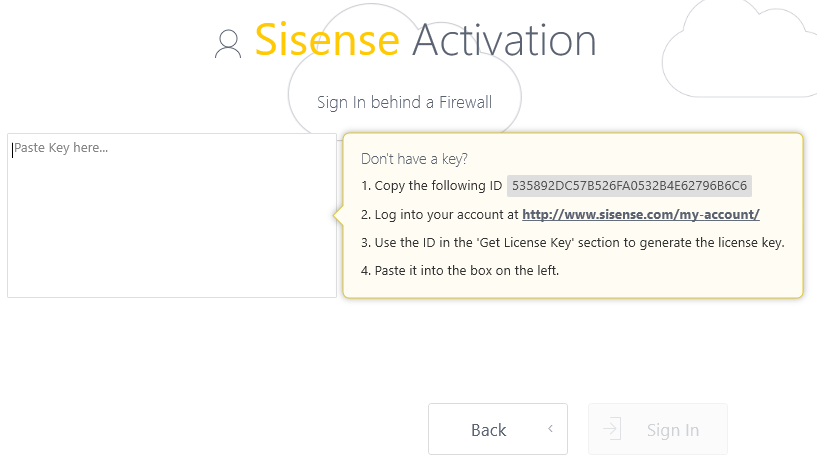 Sisense Activation
Sign In behind a Firewall
Paste Key here...
Don't have a key?
1. Copy the following ID 535892DC57B526FA0532B4E62796B6C6
2. Log into your account at http://www.sisense.com/my-account/
3. Use the ID in the 'Get License Key' section to generate the license key.
4. Paste it into the box on the left.
Back
Sign In